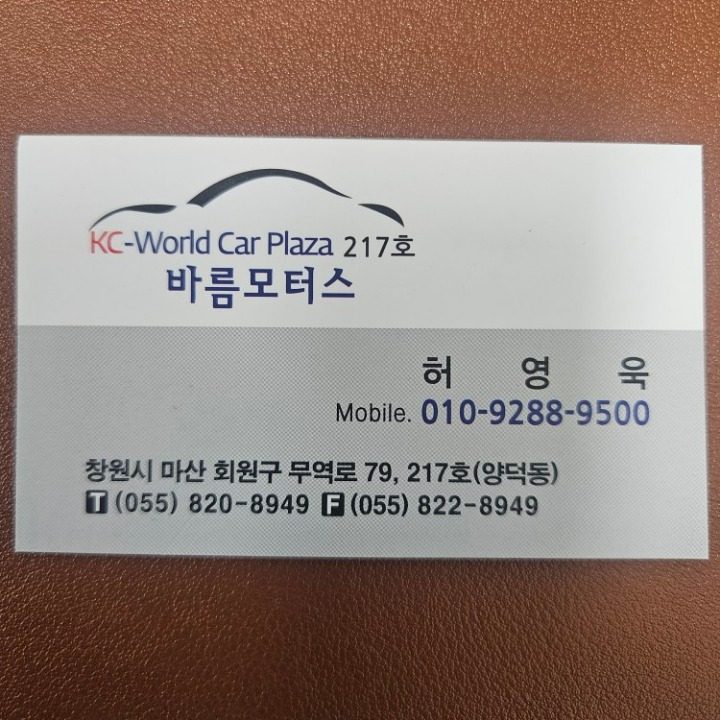 KC-World Car Plaza 217호
바름모터스
허 영 욱
Mobile. 010-9288-9500
창원시 마산 회원구 무역로 79, 217호(양덕동)
T (055) 820-8949 F (055) 822-8949